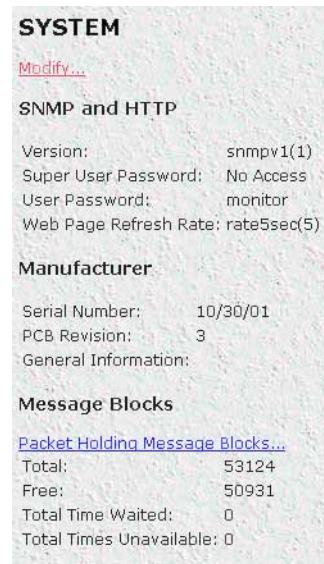 SYSTEM
Modify...
SNMP and HTTP
Version: snmpv1(1)
Super User Password: No Access
User Password: monitor
Web Page Refresh Rate: rate5sec(5)
Manufacturer
Serial Number: 10/30/01
PCB Revision: 3
General Information:
Message Blocks
Packet Holding Message Blocks...
Total: 53124
Free: 50931
Total Time Waited: 0
Total Times Unavailable: 0